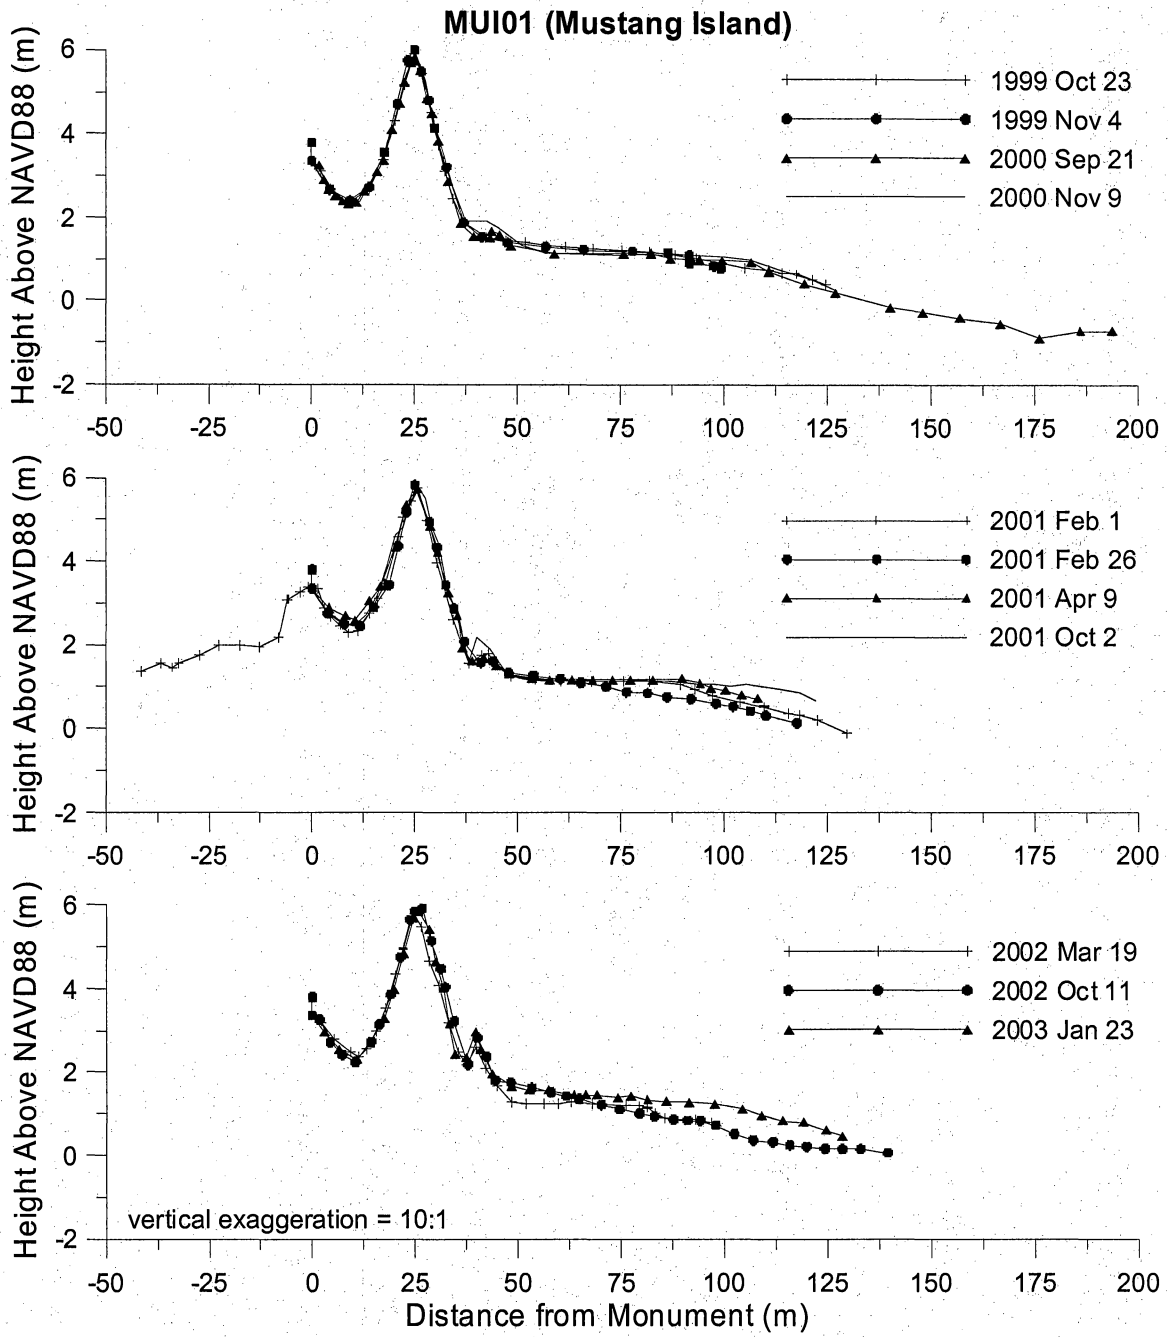 MUI01 (Mustang Island)
Height Above NAVD88 (m)
6
4
2
0
-2
-50 -25 0 25 50 75 100 125 150 175 200
1999 Oct 23
1999 Nov 4
2000 Sep 21
2000 Nov 9
Height Above NAVD88 (m)
6
4
2
0
-2
-50 -25 0 25 50 75 100 125 150 175 200
2001 Feb 1
2001 Feb 26
2001 Apr 9
2001 Oct 2
Height Above NAVD88 (m)
6
4
2
0
-2
2002 Mar 19
2002 Oct 11
2003 Jan 23
vertical exaggeration = 10:1
-50 -25 0 25 50 75 100 125 150 175 200
Distance from Monument (m)